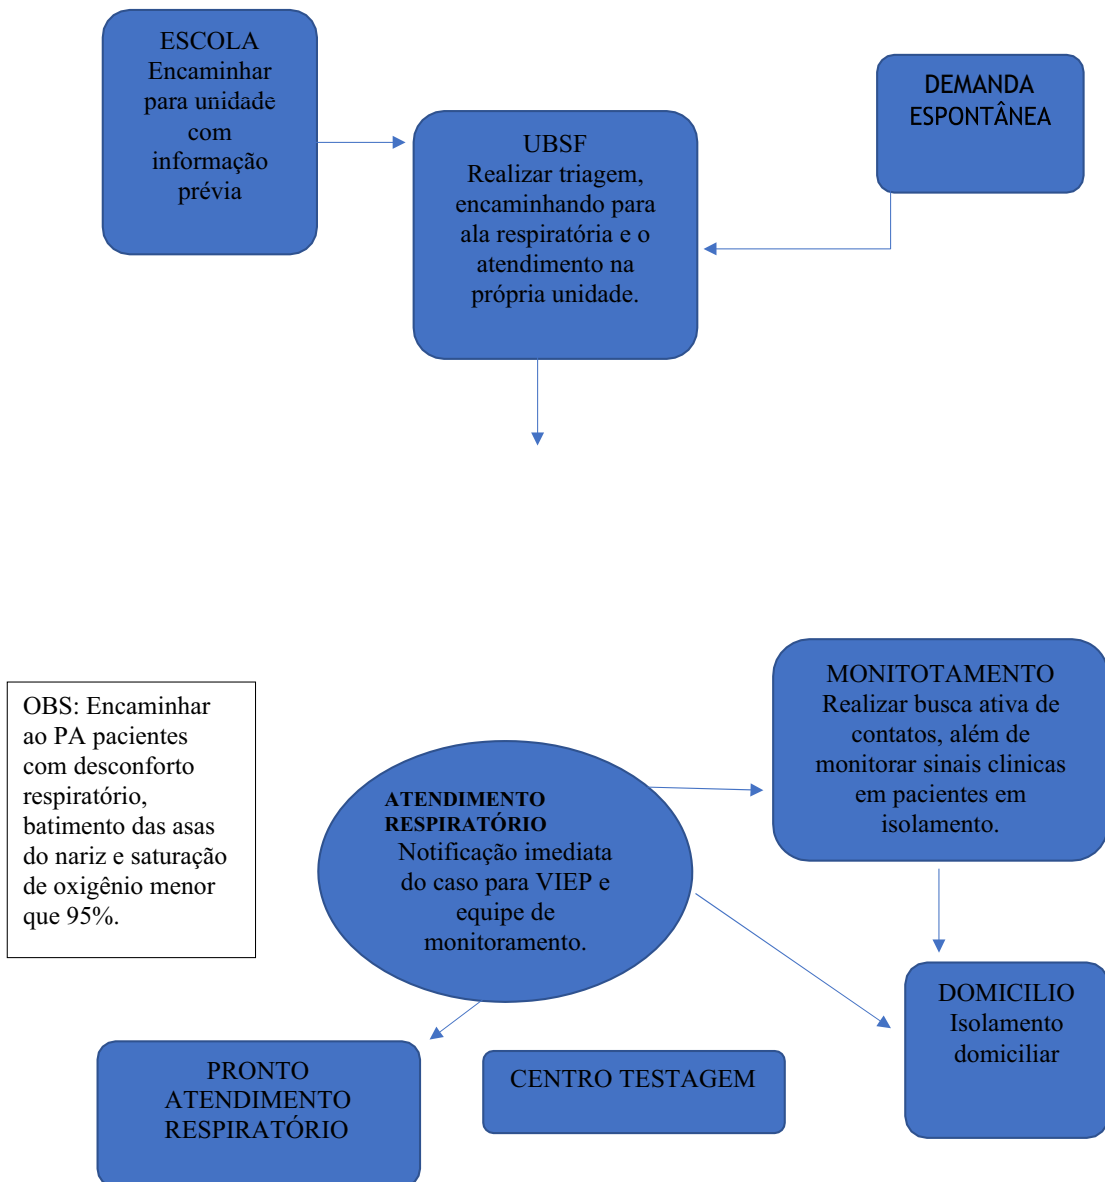 ESCOLA
Encaminhar
para unidade
com
informação
prévia
DEMANDA
ESPONTÂNEA
UBSF
Realizar triagem,
encaminhando para
ala respiratória e o
atendimento na
própria unidade.
MONITOTAMENTO
Realizar busca ativa de
contatos, além de
monitorar sinais clinicas
em pacientes em
isolamento.
OBS: Encaminhar
ao PA pacientes
com desconforto
respiratório,
batimento das asas
do nariz e saturação
de oxigênio menor
que 95%.
ATENDIMENTO
RESPIRATÓRIO
Notificação imediata
do caso para VIEP e
equipe de
monitoramento.
DOMICILIO
Isolamento
domiciliar
PRONTO
ATENDIMENTO
RESPIRATÓRIO
CENTRO TESTAGEM